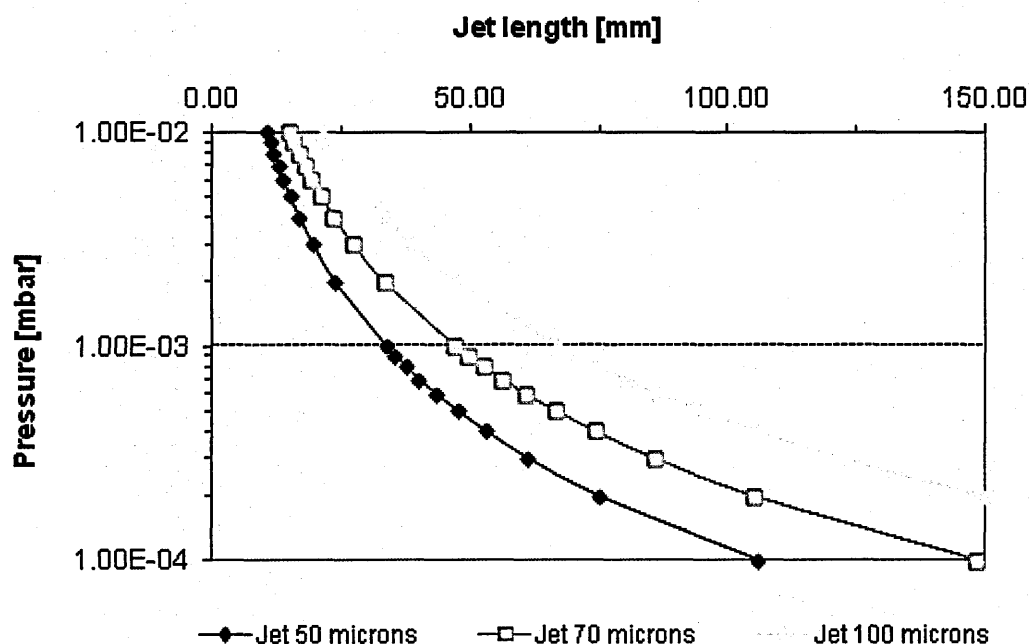 Jet length [mm]
0.00 50.00 100.00 150.00
1.00E-02
1.00E-03
1.00E-04
Pressure [mbar]
Jet 50 microns Jet 70 microns Jet 100 microns